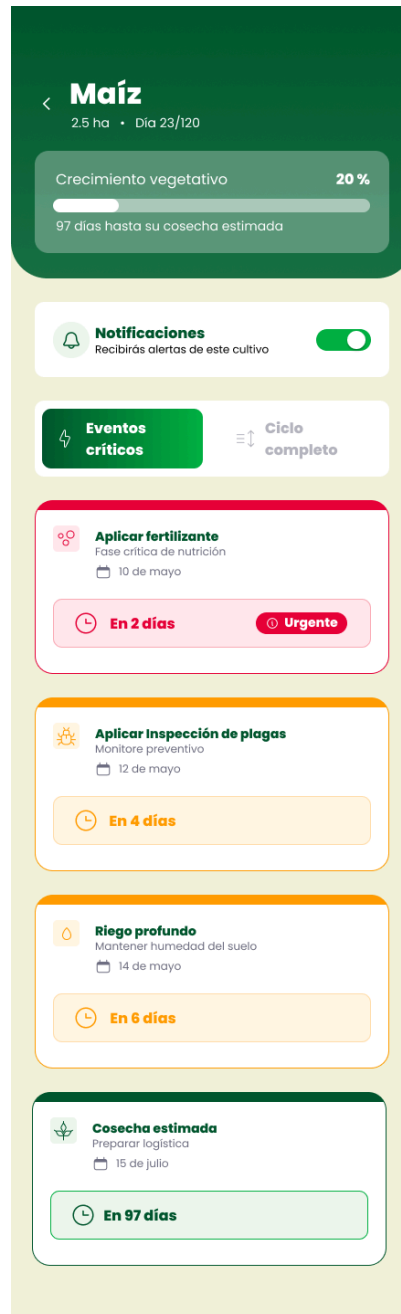 Maíz
2.5 ha • Día 23/120
Crecimiento vegetativo 20 %
97 días hasta su cosecha estimada
Notificaciones
Recibirás alertas de este cultivo
Eventos
críticos
Ciclo
completo
Aplicar fertilizante
Fase crítica de nutrición
10 de mayo
En 2 días Urgente
Aplicar Inspección de plagas
Monitore preventivo
12 de mayo
En 4 días
Riego profundo
Mantener humedad del suelo
14 de mayo
En 6 días
Cosecha estimada
Preparar logística
15 de julio
En 97 días